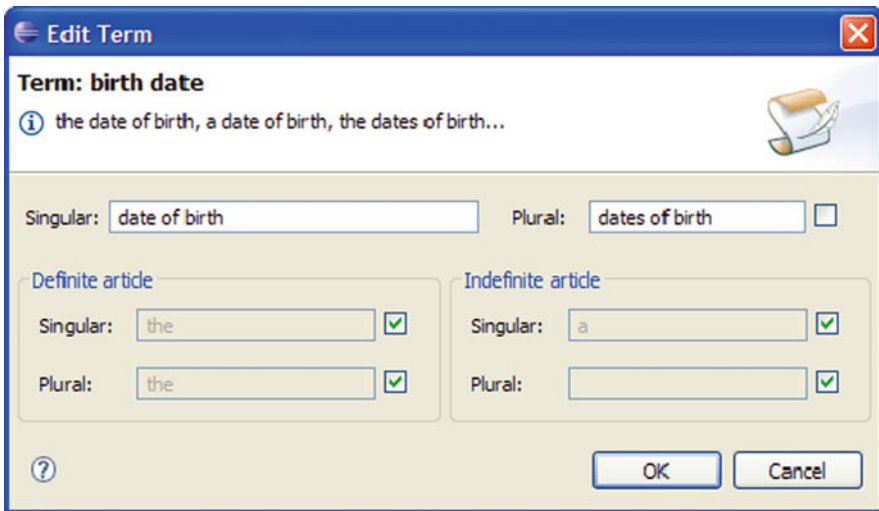 Edit Term
Term: birth date
the date of birth, a date of birth, the dates of birth...
Singular: date of birth Plural: dates of birth
Definite article Indefinite article
Singular: the Singular: a
Plural: the Plural:
OK Cancel